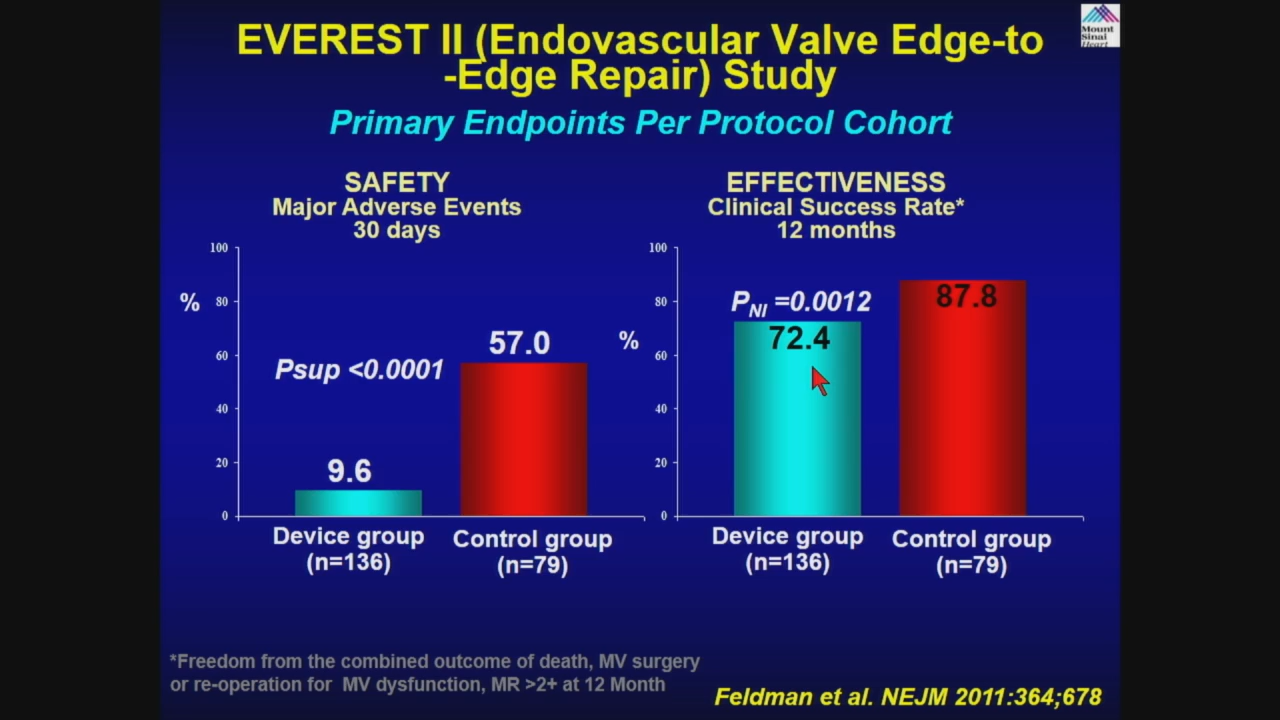 EVEREST II (Endovascular Valve Edge-to
-Edge Repair) Study
Mount
Sinai
Heart
Primary Endpoints Per Protocol Cohort
SAFETY
Major Adverse Events
30 days
100
80
60
40
20
0
%
Psup <0.0001
9.6
57.0
Device group
(n=136)
Control group
(n=79)
EFFECTIVENESS
Clinical Success Rate*
12 months
100
80
60
40
20
0
%
PNI =0.0012
72.4
87.8
Device group
(n=136)
Control group
(n=79)
*Freedom from the combined outcome of death, MV surgery
or re-operation for MV dysfunction, MR >2+ at 12 Month
Feldman et al. NEJM 2011:364;678